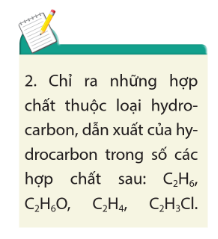 2. Chỉ ra những hợp
chất thuộc loại hydro-
carbon, dẫn xuất của hy-
drocarbon trong số các
hợp chất sau: C₂H₆,
C₂H₆O, C₂H₄, C₂H₃Cl.